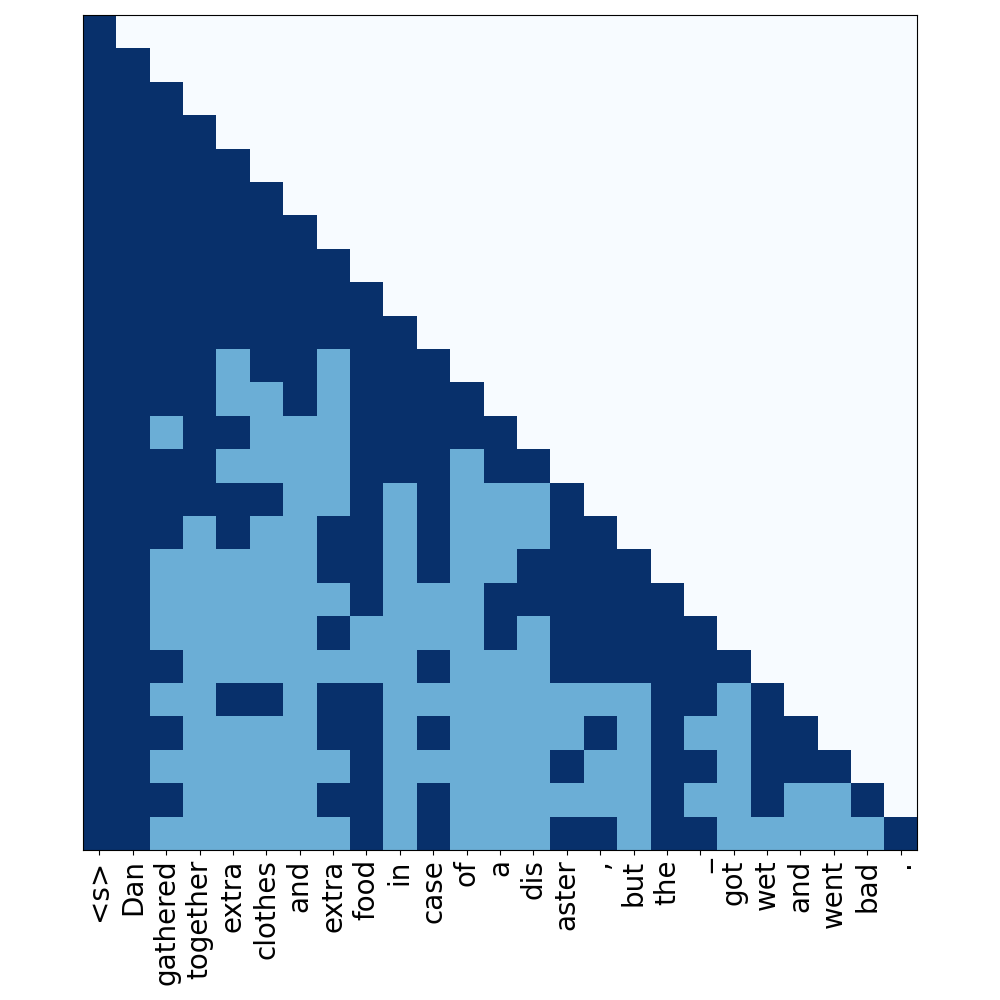 <s>
Dan
gathered
together
extra
clothes
and
extra
food
in
case
of
a
dis
aster
,
but
the
_
got
wet
and
went
bad
.